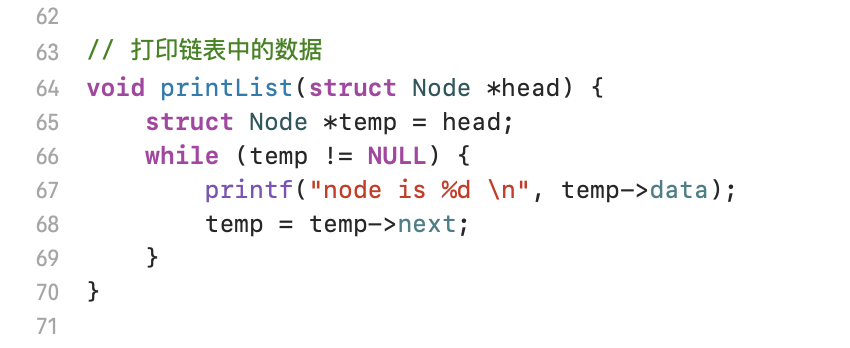 62
63 // 打印链表中的数据
64 void printList(struct Node *head) {
65     struct Node *temp = head;
66     while (temp != NULL) {
67         printf("node is %d \n", temp->data);
68         temp = temp->next;
69     }
70 }
71